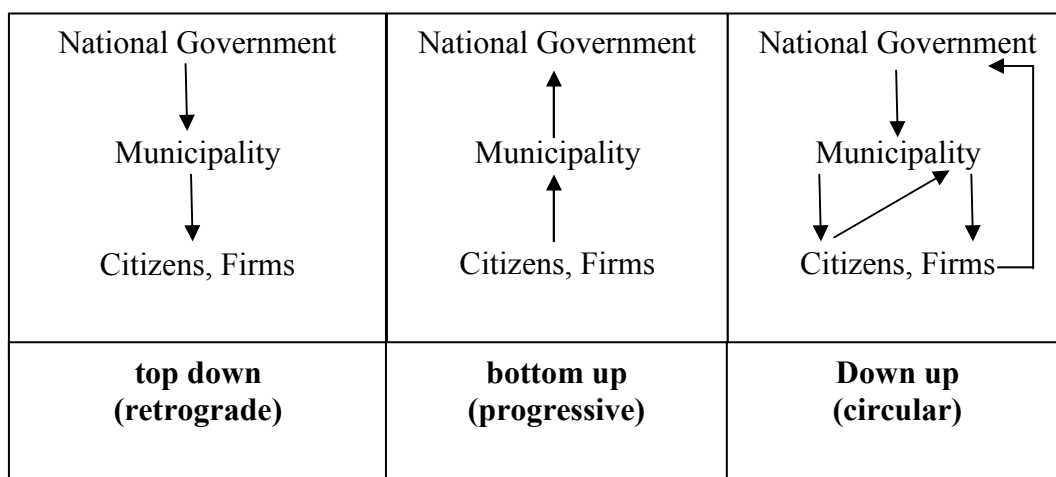 National Government
Municipality
Citizens, Firms
top down
(retrograde)
National Government
Municipality
Citizens, Firms
bottom up
(progressive)
National Government
Municipality
Citizens, Firms
Down up
(circular)